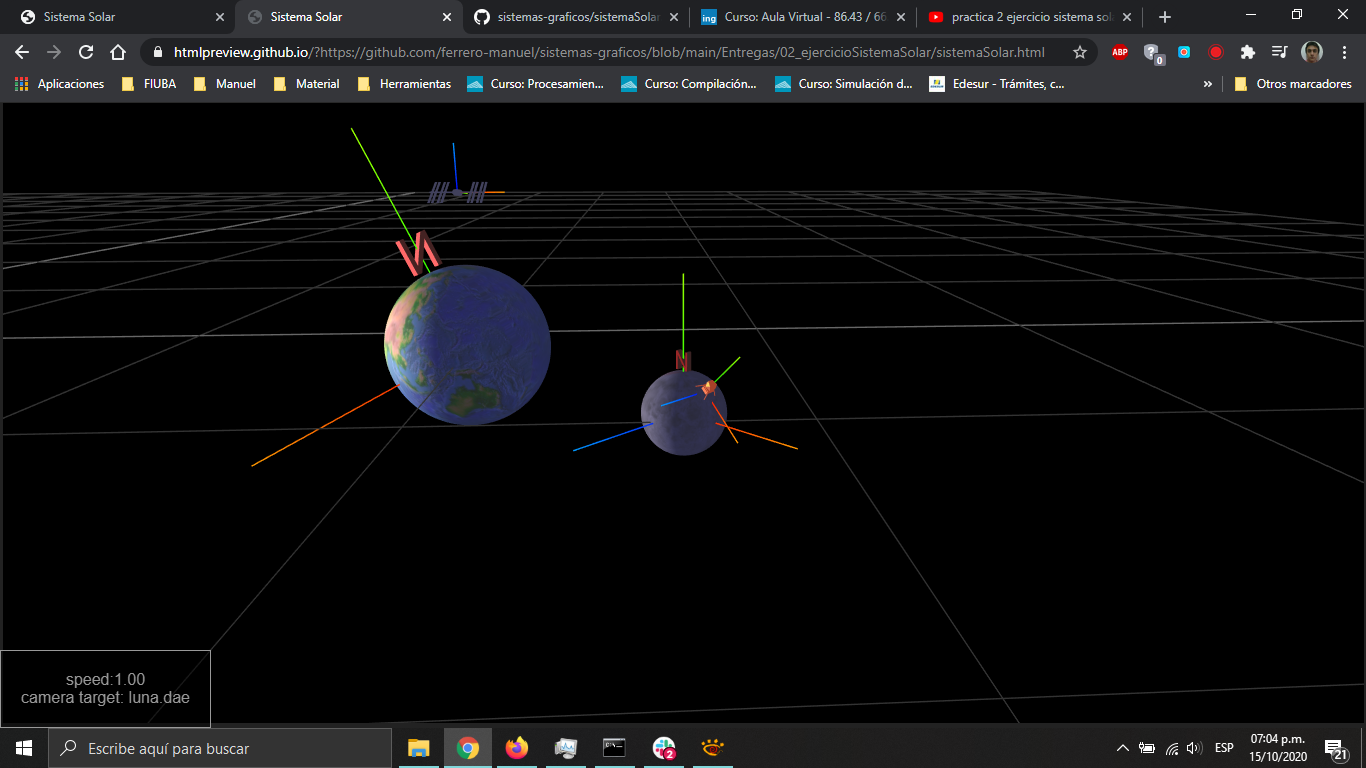 Sistema Solar
Sistema Solar
sistemas-graficos/sistemaSolar
Curso: Aula Virtual - 86.43 / 66
practica 2 ejercicio sistema sol
htmlpreview.github.io/?https://github.com/ferrero-manuel/sistemas-graficos/blob/main/Entregas/02_ejercicioSistemaSolar/sistemaSolar.html
ABP
0
Aplicaciones
FIUBA
Manuel
Material
Herramientas
Curso: Procesamien...
Curso: Compilación...
Curso: Simulación d...
Edesur - Trámites, c...
»
Otros marcadores
N
N
speed:1.00
camera target: luna.dae
Escribe aquí para buscar
2
ESP
07:04 p.m.
15/10/2020
21